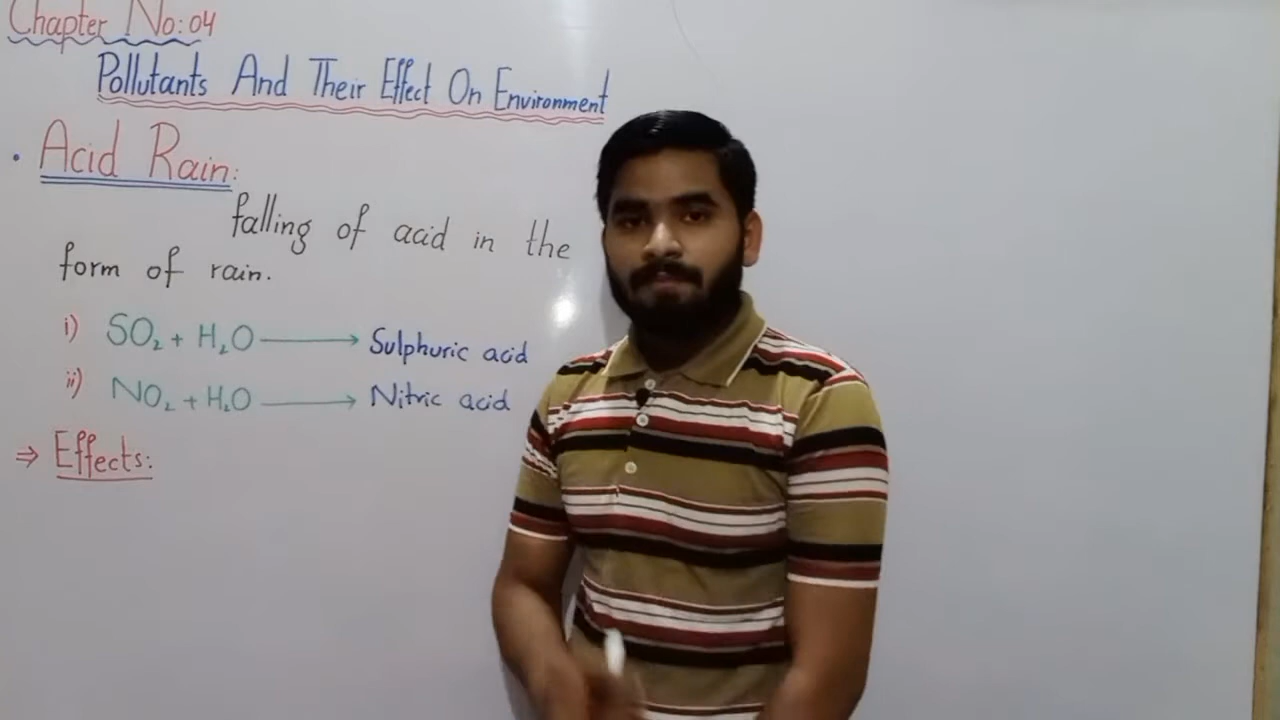 Chapter No:04
Pollutants And Their Effect On Environment
• Acid Rain:
falling of acid in the
form of rain.
i) SO₂ + H₂O ⟶ Sulphuric acid
ii) NO₂ + H₂O ⟶ Nitric acid
⇒ Effects: